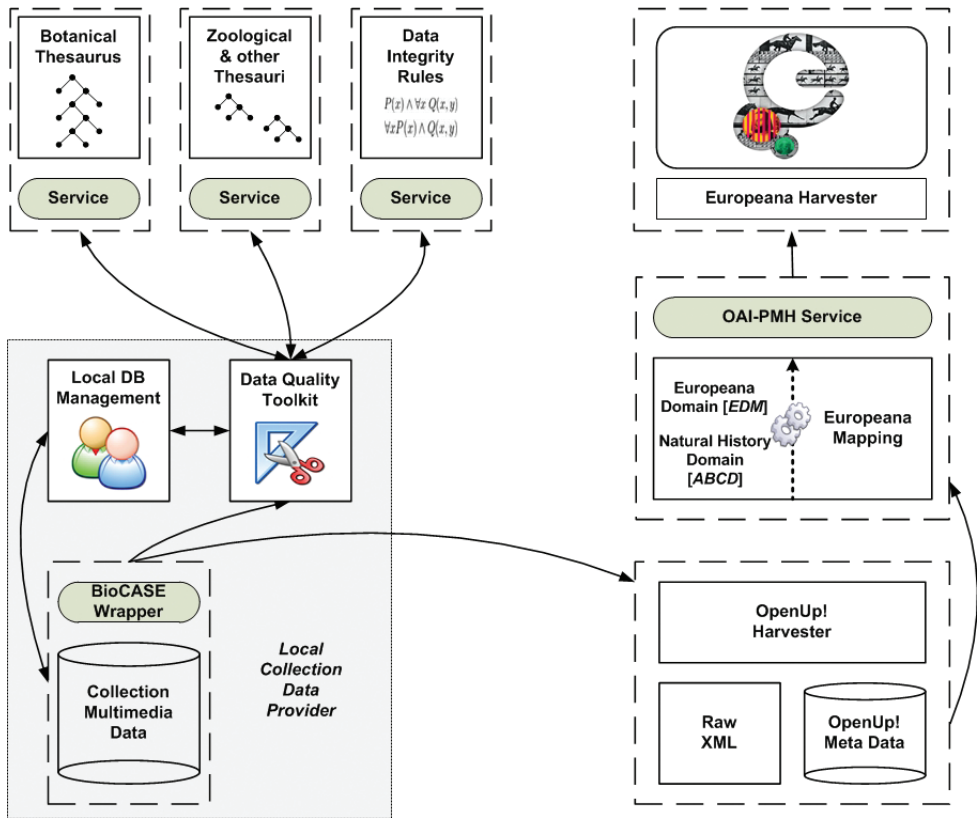 Botanical
Thesaurus
Service
Zoological
& other
Thesauri
Service
Data
Integrity
Rules
P(x) ∧ ∀x Q(x, y)
∀xP(x) ∧ Q(x, y)
Service
Europeana Harvester
OAI-PMH Service
Europeana
Domain [EDM]
Natural History
Domain
[ABCD]
Europeana
Mapping
Local DB
Management
Data Quality
Toolkit
BioCASE
Wrapper
Collection
Multimedia
Data
Local
Collection
Data
Provider
OpenUp!
Harvester
Raw
XML
OpenUp!
Meta Data